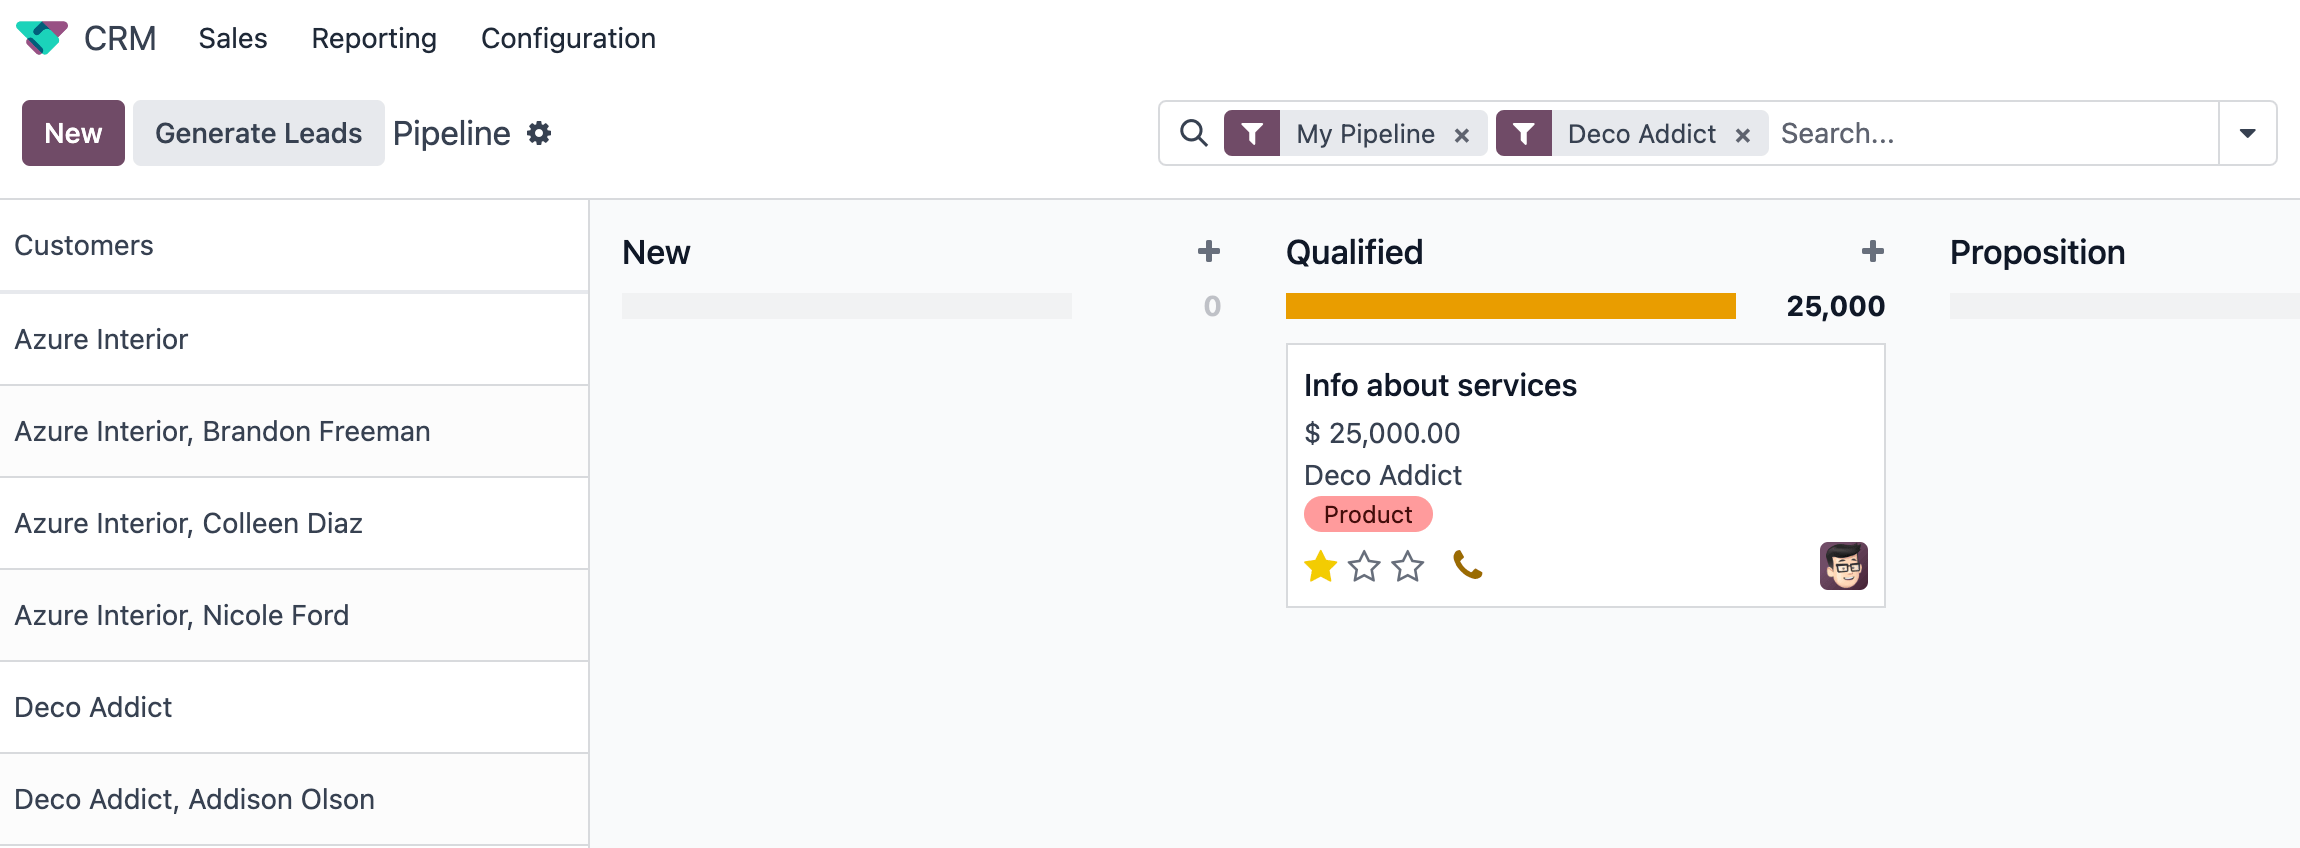 CRM Sales Reporting Configuration
New Generate Leads Pipeline My Pipeline × Deco Addict × Search...
Customers
Azure Interior
Azure Interior, Brandon Freeman
Azure Interior, Colleen Diaz
Azure Interior, Nicole Ford
Deco Addict
Deco Addict, Addison Olson
New +
0
Qualified +
25,000
Info about services
$ 25,000.00
Deco Addict
Product
Proposition